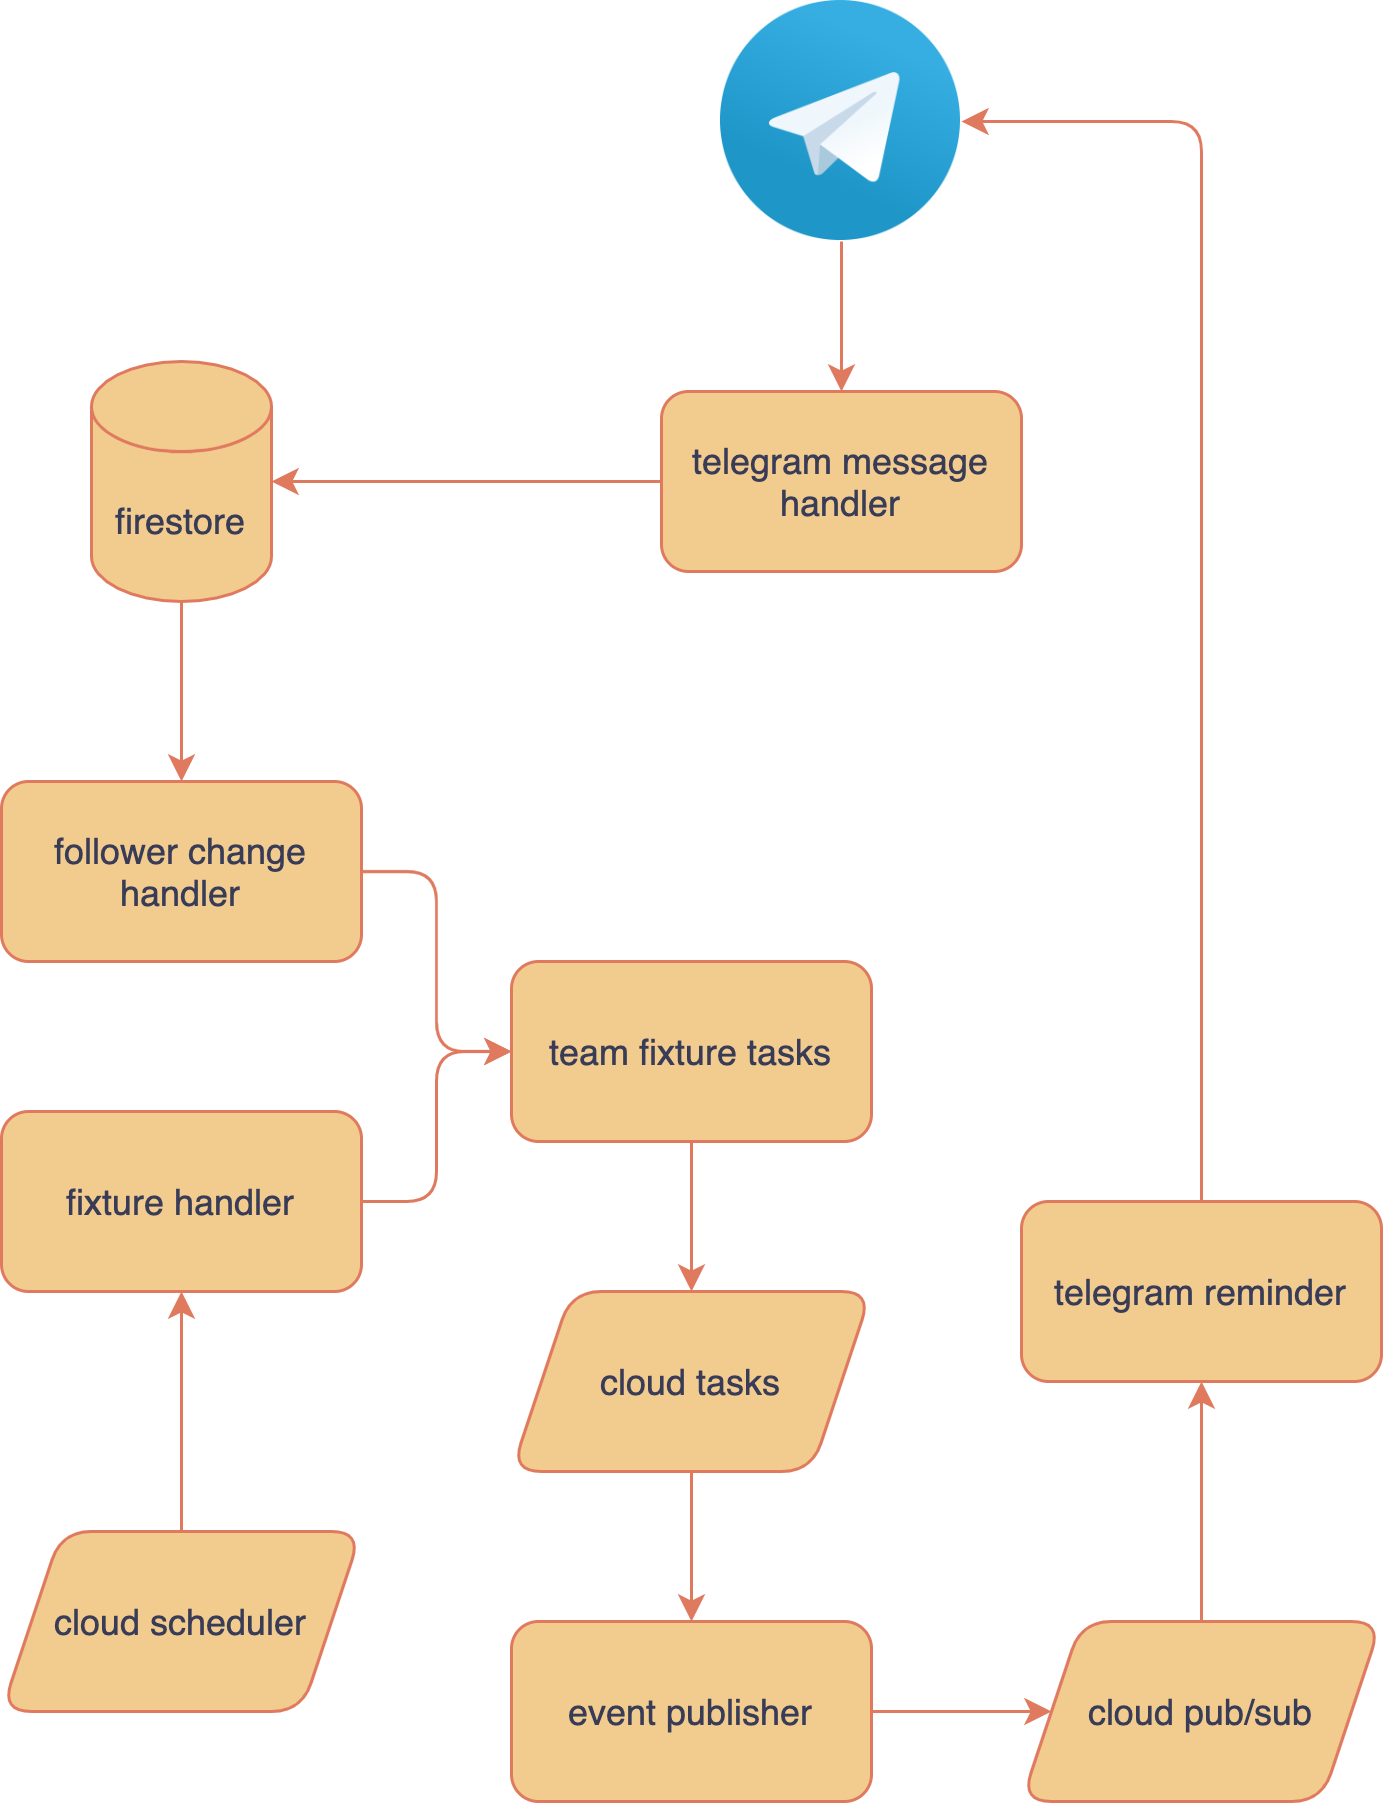 telegram message
handler
firestore
follower change
handler
team fixture tasks
fixture handler
telegram reminder
cloud tasks
cloud scheduler
event publisher
cloud pub/sub